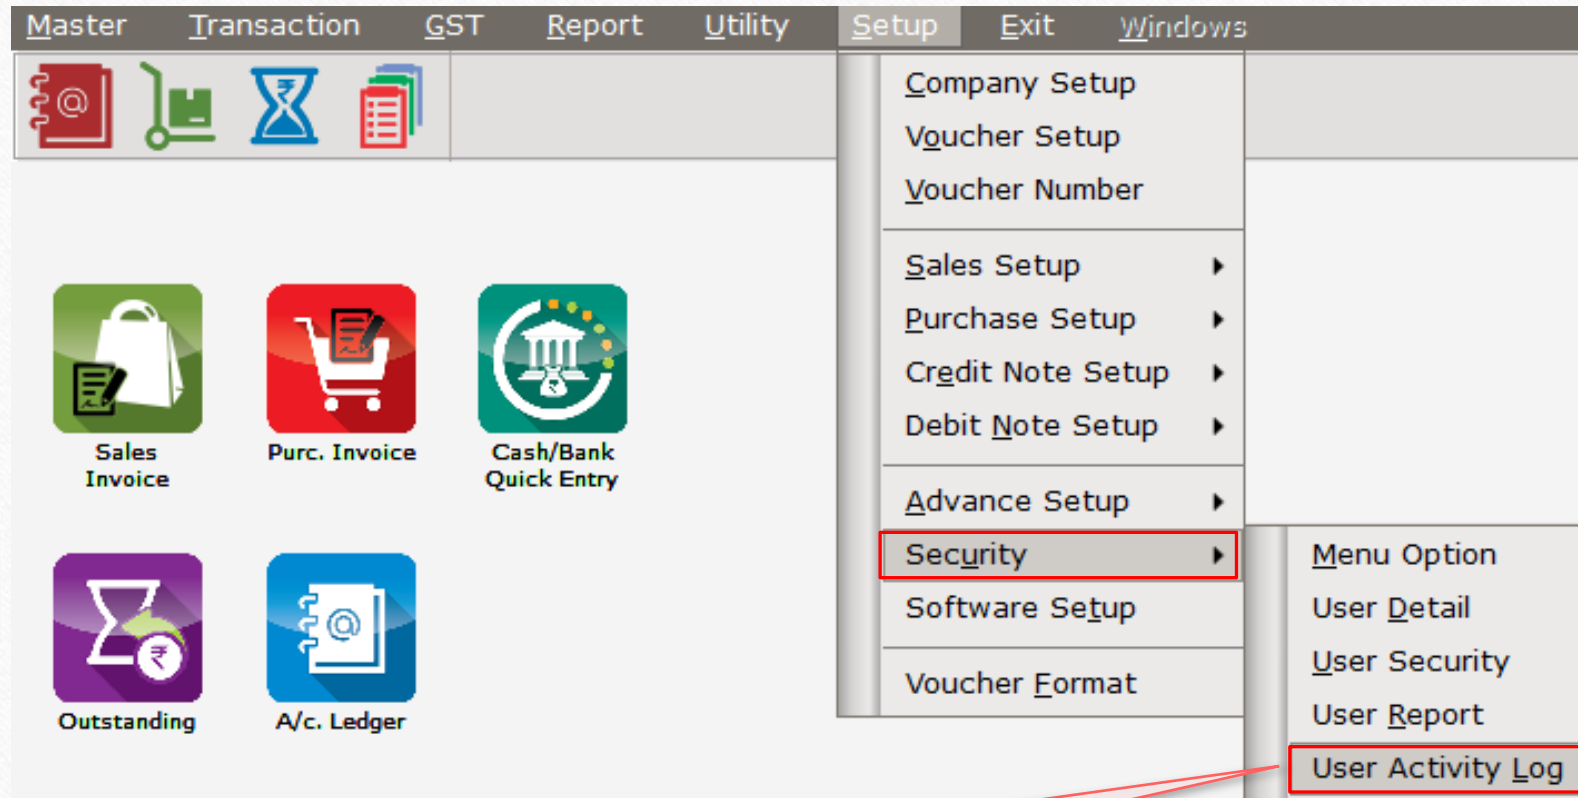 Master Transaction GST Report Utility Setup Exit Windows
Company Setup
Voucher Setup
Voucher Number
Sales Setup
Purchase Setup
Credit Note Setup
Debit Note Setup
Advance Setup
Security
Software Setup
Voucher Format
Menu Option
User Detail
User Security
User Report
User Activity Log
Sales
Invoice
Purc. Invoice
Cash/Bank
Quick Entry
Outstanding
A/c. Ledger